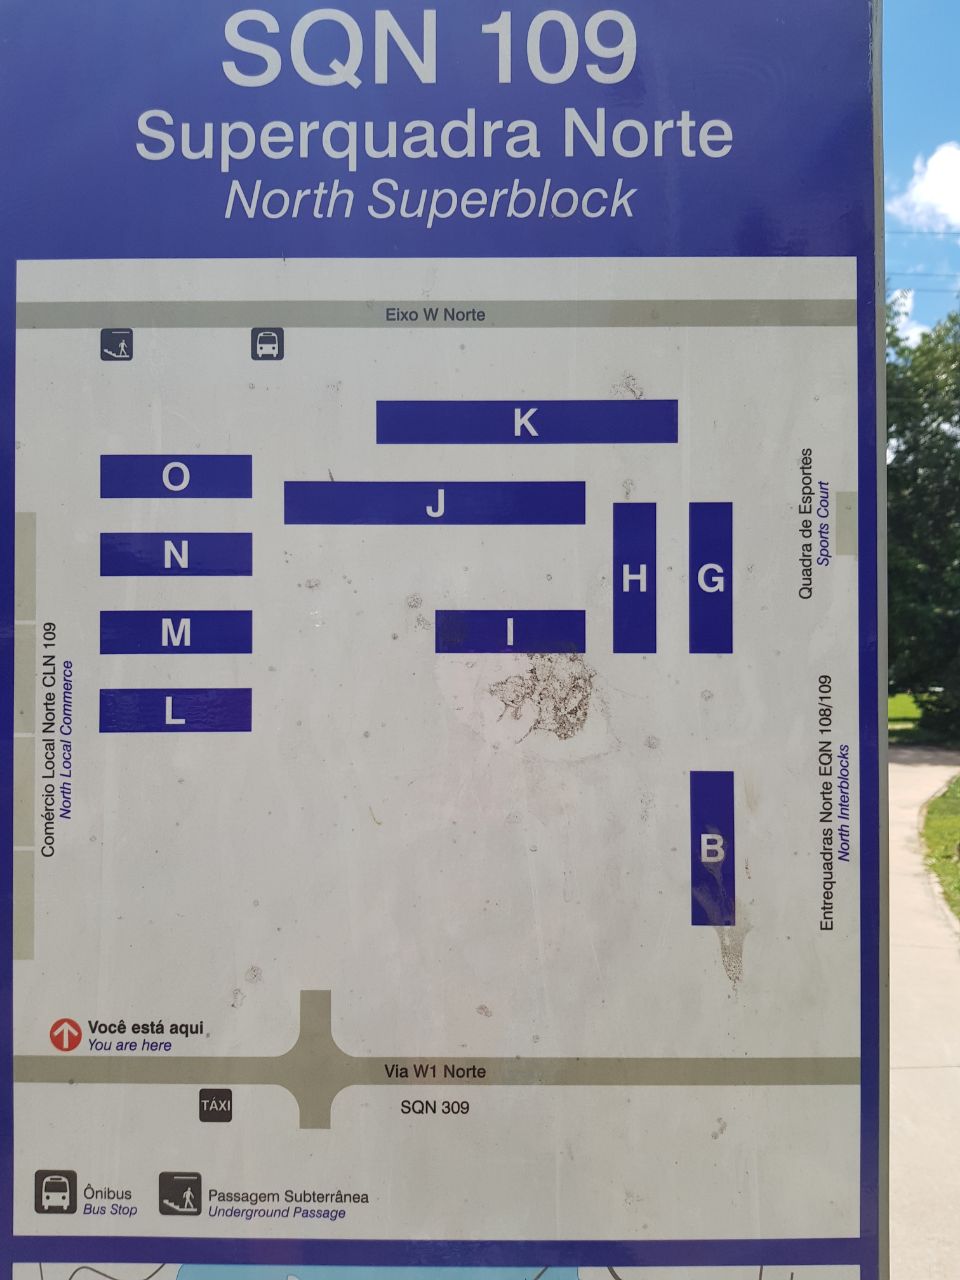 SQN 109
Superquadra Norte
North Superblock
Eixo W Norte
K
O
J
N
H
G
M
I
L
B
Quadra de Esportes
Sports Court
Comércio Local Norte CLN 109
North Local Commerce
Entrequadras Norte EQN 108/109
North Interblocks
Você está aqui
You are here
Via W1 Norte
TÁXI
SQN 309
Ônibus
Bus Stop
Passagem Subterrânea
Underground Passage